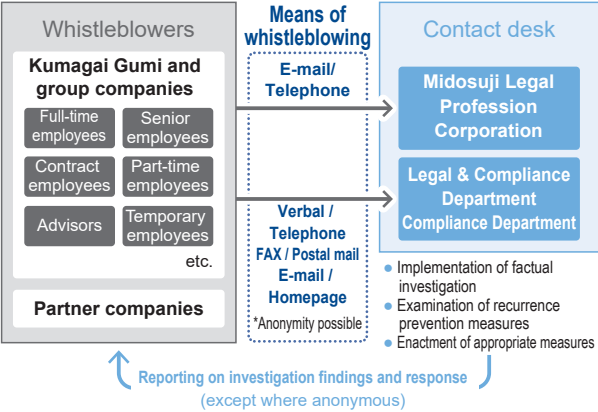 Whistleblowers
Kumagai Gumi and
group companies
Full-time
employees
Senior
employees
Contract
employees
Part-time
employees
Advisors
Temporary
employees
etc.
Partner companies
Means of
whistleblowing
E-mail/
Telephone
Verbal /
Telephone
FAX / Postal mail
E-mail /
Homepage
*Anonymity possible
Contact desk
Midosuji Legal
Profession
Corporation
Legal & Compliance
Department
Compliance Department
● Implementation of factual
investigation
● Examination of recurrence
prevention measures
● Enactment of appropriate measures
Reporting on investigation findings and response
(except where anonymous)